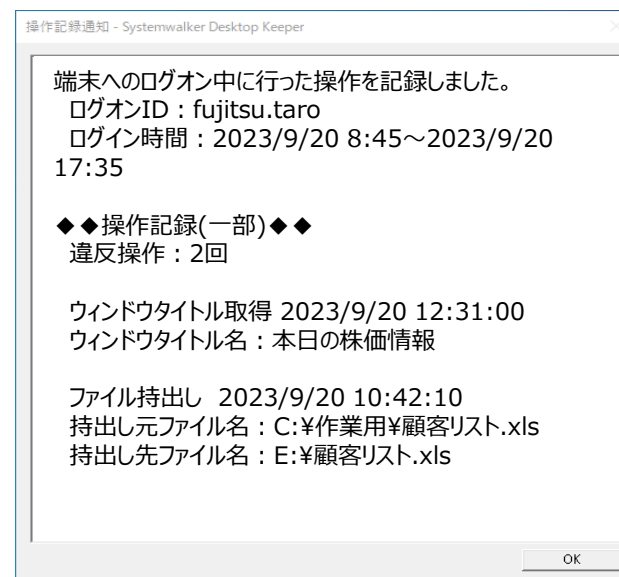 操作記録通知 - Systemwalker Desktop Keeper
端末へのログオン中に行った操作を記録しました。
ログオンID：fujitsu.taro
ログイン時間：2023/9/20 8:45～2023/9/20
17:35
◆◆操作記録(一部)◆◆
違反操作：2回
ウィンドウタイトル取得 2023/9/20 12:31:00
ウィンドウタイトル名：本日の株価情報
ファイル持出し 2023/9/20 10:42:10
持出し元ファイル名：C:¥作業用¥顧客リスト.xls
持出し先ファイル名：E:¥顧客リスト.xls
OK